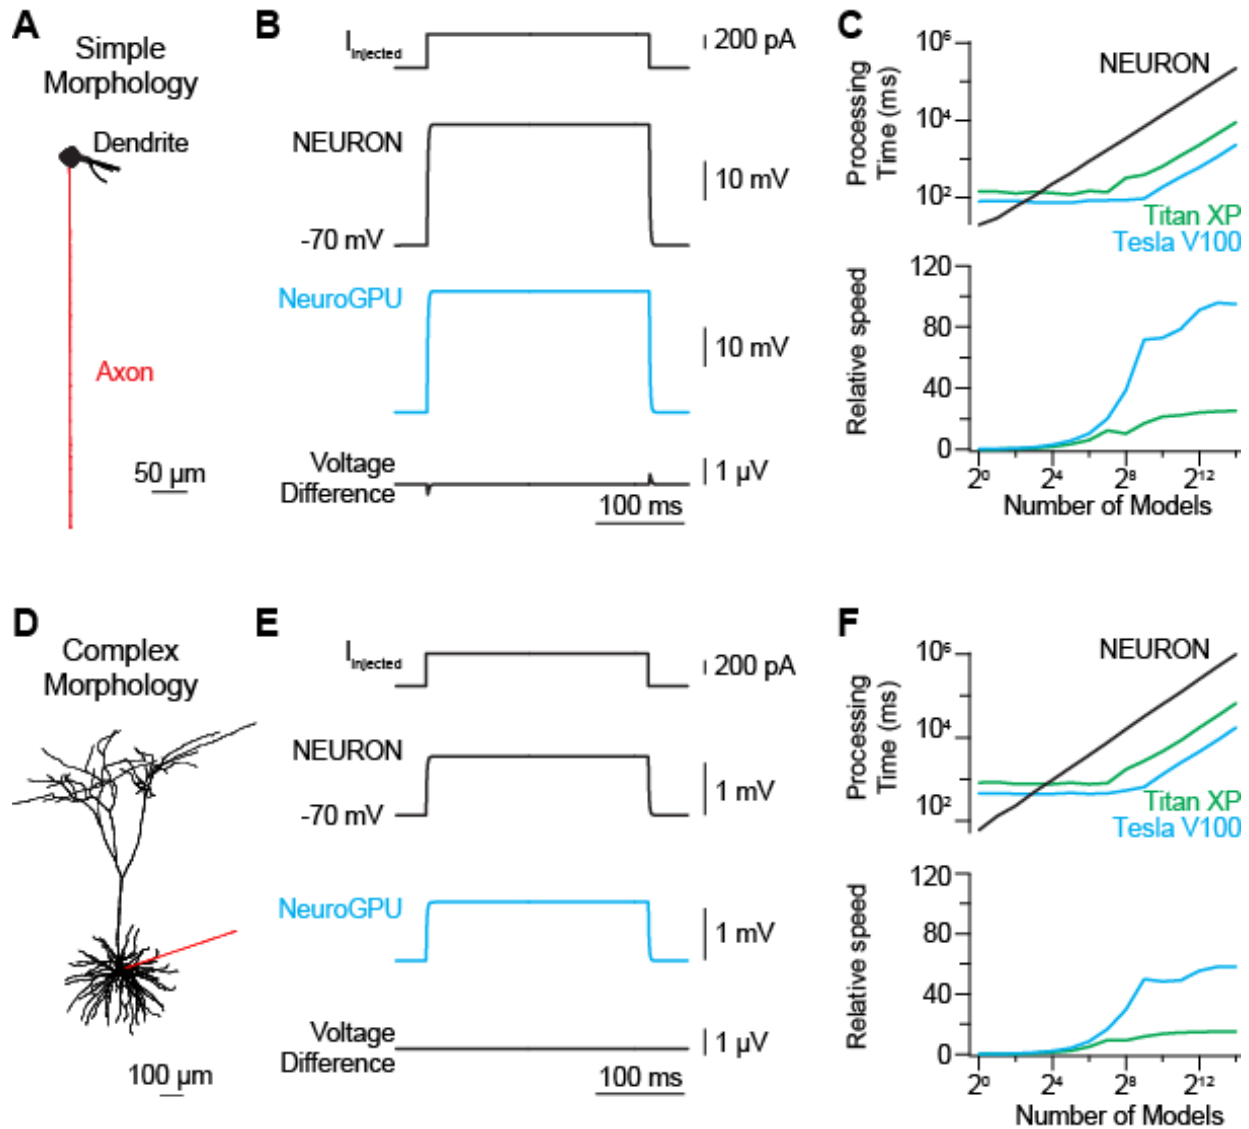 A
Simple
Morphology
Dendrite
Axon
50 µm
B
I Injected
200 pA
NEURON
10 mV
-70 mV
NeuroGPU
10 mV
Voltage
Difference
1 µV
100 ms
C
Processing
Time (ms)
10⁶
10⁴
10²
NEURON
Titan XP
Tesla V100
Relative speed
120
80
40
0
2⁰ 2⁴ 2⁸ 2¹²
Number of Models
D
Complex
Morphology
100 µm
E
I Injected
200 pA
NEURON
1 mV
-70 mV
NeuroGPU
1 mV
Voltage
Difference
1 µV
100 ms
F
Processing
Time (ms)
10⁶
10⁴
10²
NEURON
Titan XP
Tesla V100
Relative speed
120
80
40
0
2⁰ 2⁴ 2⁸ 2¹²
Number of Models